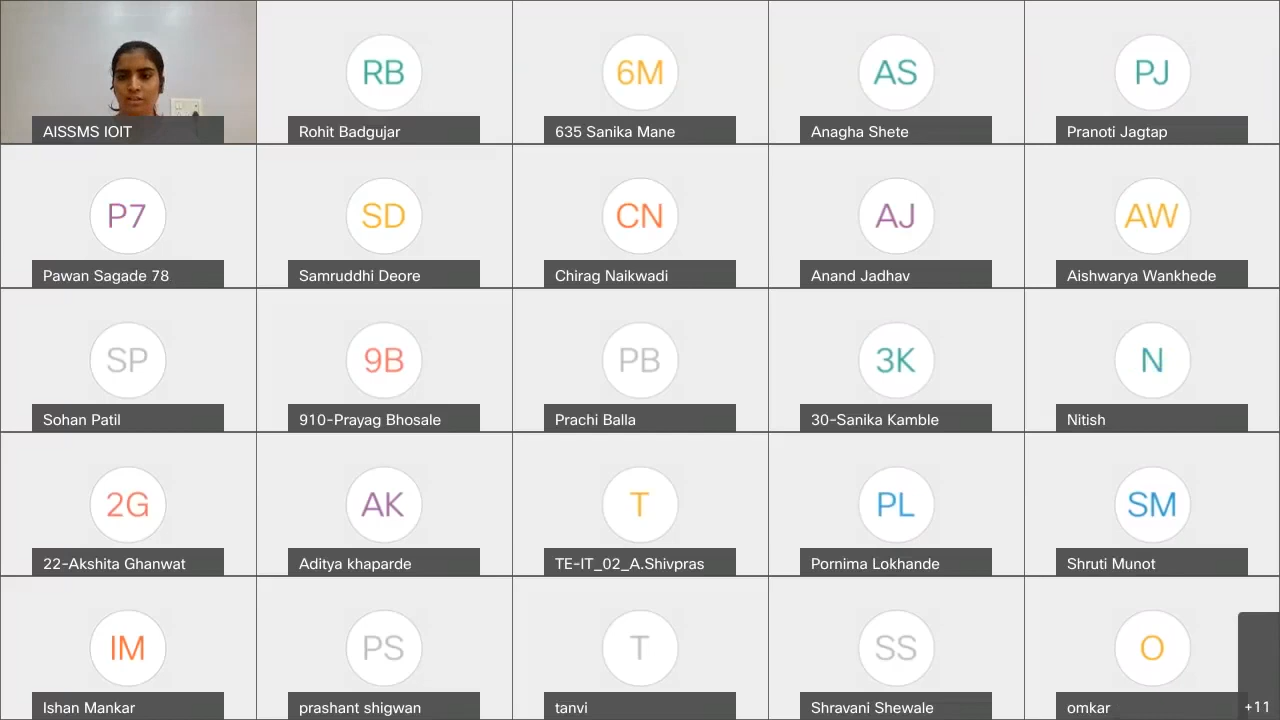 AISSMS IOIT
RB
Rohit Badgujar
6M
635 Sanika Mane
AS
Anagha Shete
PJ
Pranoti Jagtap
P7
Pawan Sagade 78
SD
Samruddhi Deore
CN
Chirag Naikwadi
AJ
Anand Jadhav
AW
Aishwarya Wankhede
SP
Sohan Patil
9B
910-Prayag Bhosale
PB
Prachi Balla
3K
30-Sanika Kamble
N
Nitish
2G
22-Akshita Ghanwat
AK
Aditya khaparde
T
TE-IT_02_A.Shivpras
PL
Pornima Lokhande
SM
Shruti Munot
IM
Ishan Mankar
PS
prashant shigwan
T
tanvi
SS
Shravani Shewale
O
omkar
+11